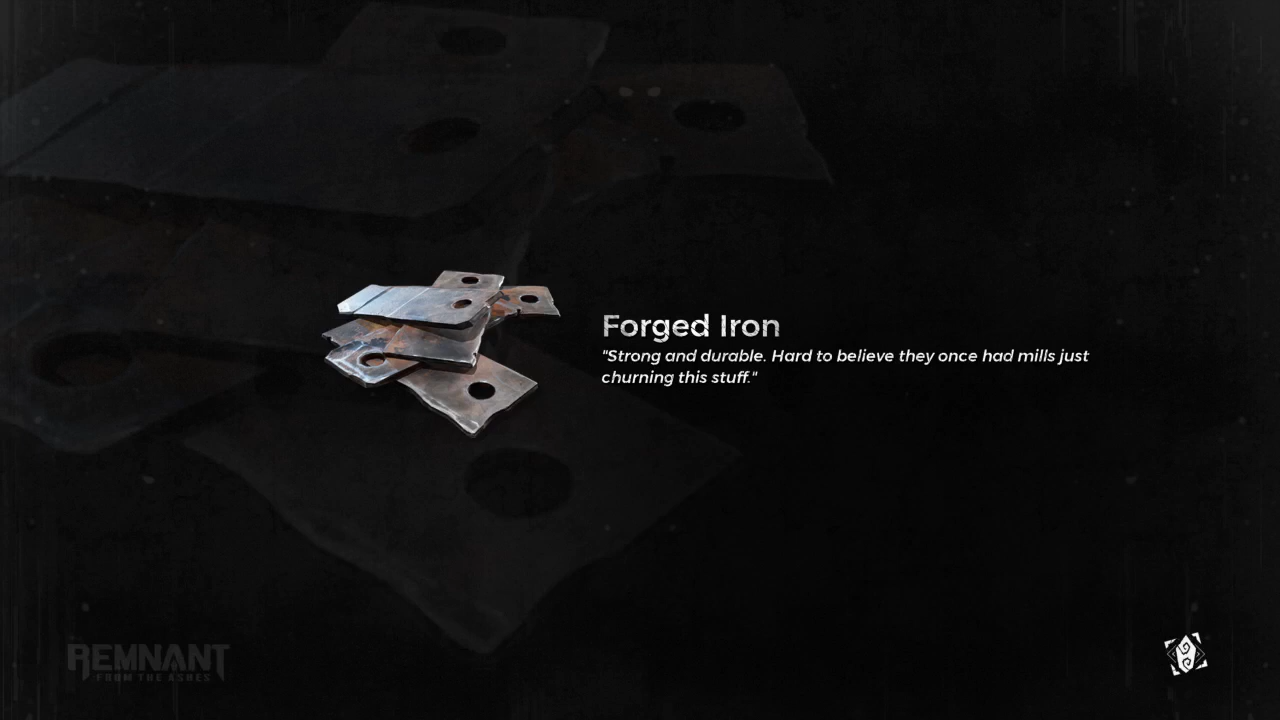 Forged Iron
"Strong and durable. Hard to believe they once had mills just
churning this stuff."
REMNANT
FROM THE ASHES